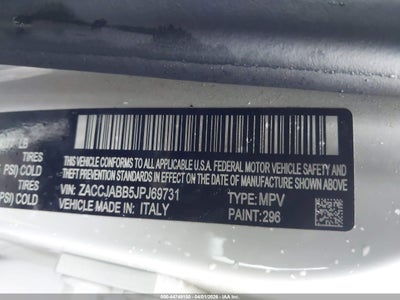 LB
TIRES
PSI) COLD
TIRES
PSI) COLD
THIS VEHICLE CONFORMS TO ALL APPLICABLE U.S.A. FEDERAL MOTOR VEHICLE SAFETY AND
THEFT PREVENTION STANDARDS IN EFFECT ON THE DATE OF MANUFACTURE SHOWN ABOVE.
VIN: ZACCJABB5JPJ69731 TYPE: MPV
VEHICLE MADE IN: ITALY PAINT: 296